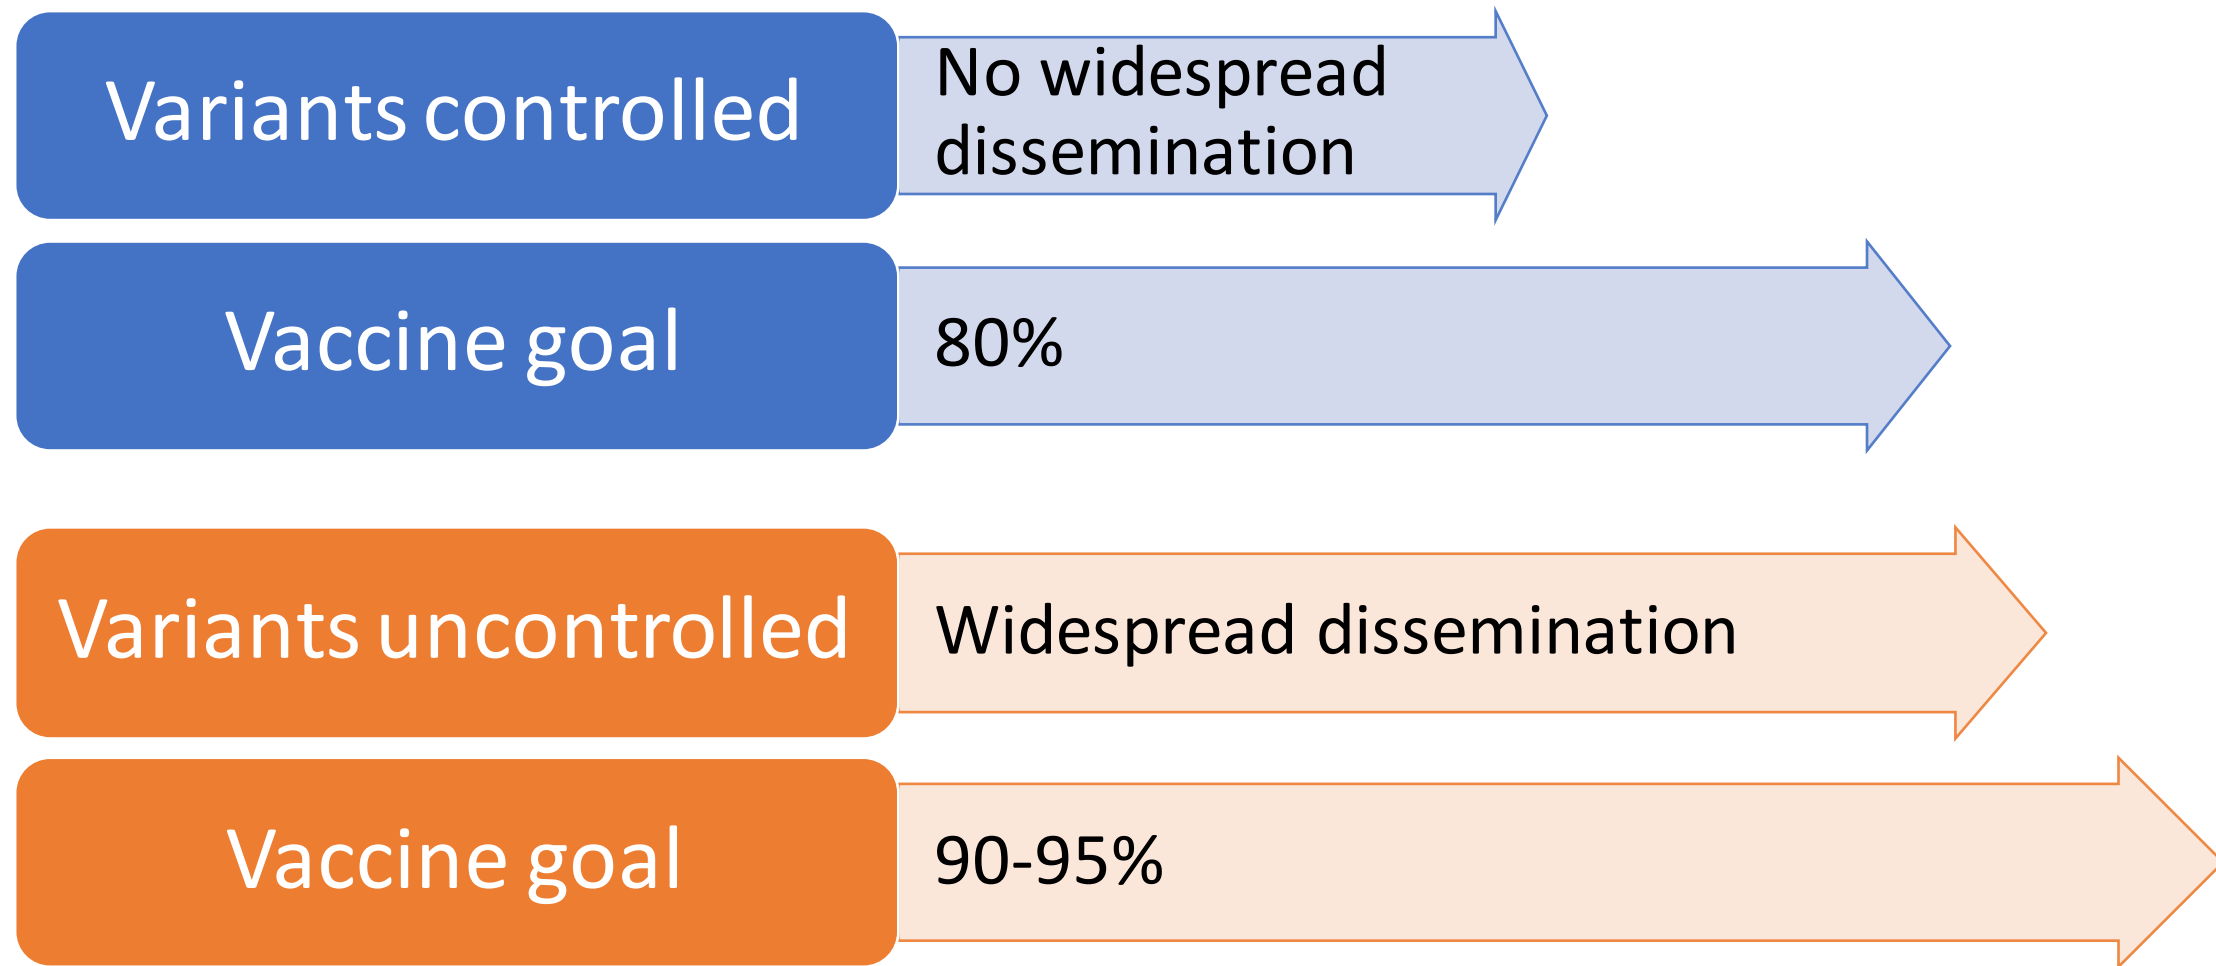 Variants controlled
No widespread
dissemination
Vaccine goal
80%
Variants uncontrolled
Widespread dissemination
Vaccine goal
90-95%